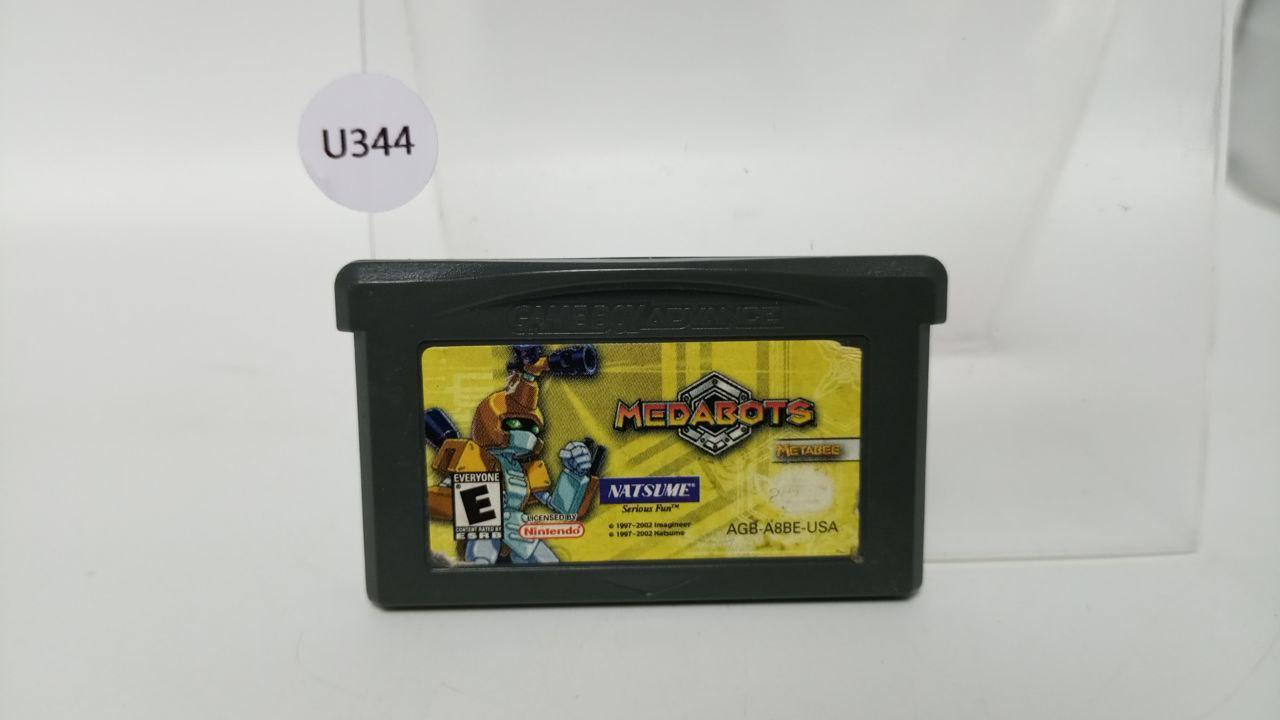 U344
GAME BOY ADVANCE
MEDABOTS
METABEE
EVERYONE
E
CONTENT RATED BY
ESRB
LICENSED BY
Nintendo
NATSUME
Serious Fun™
© 1997-2002 Imagineer
© 1997-2002 Natsume
AGB-A8BE-USA